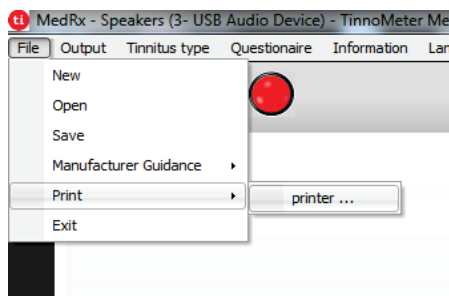 ti MedRx - Speakers (3- USB Audio Device) - TinnoMeter Me
File Output Tinnitus type Questionaire Information Lan
New
Open
Save
Manufacturer Guidance
Print
printer ...
Exit